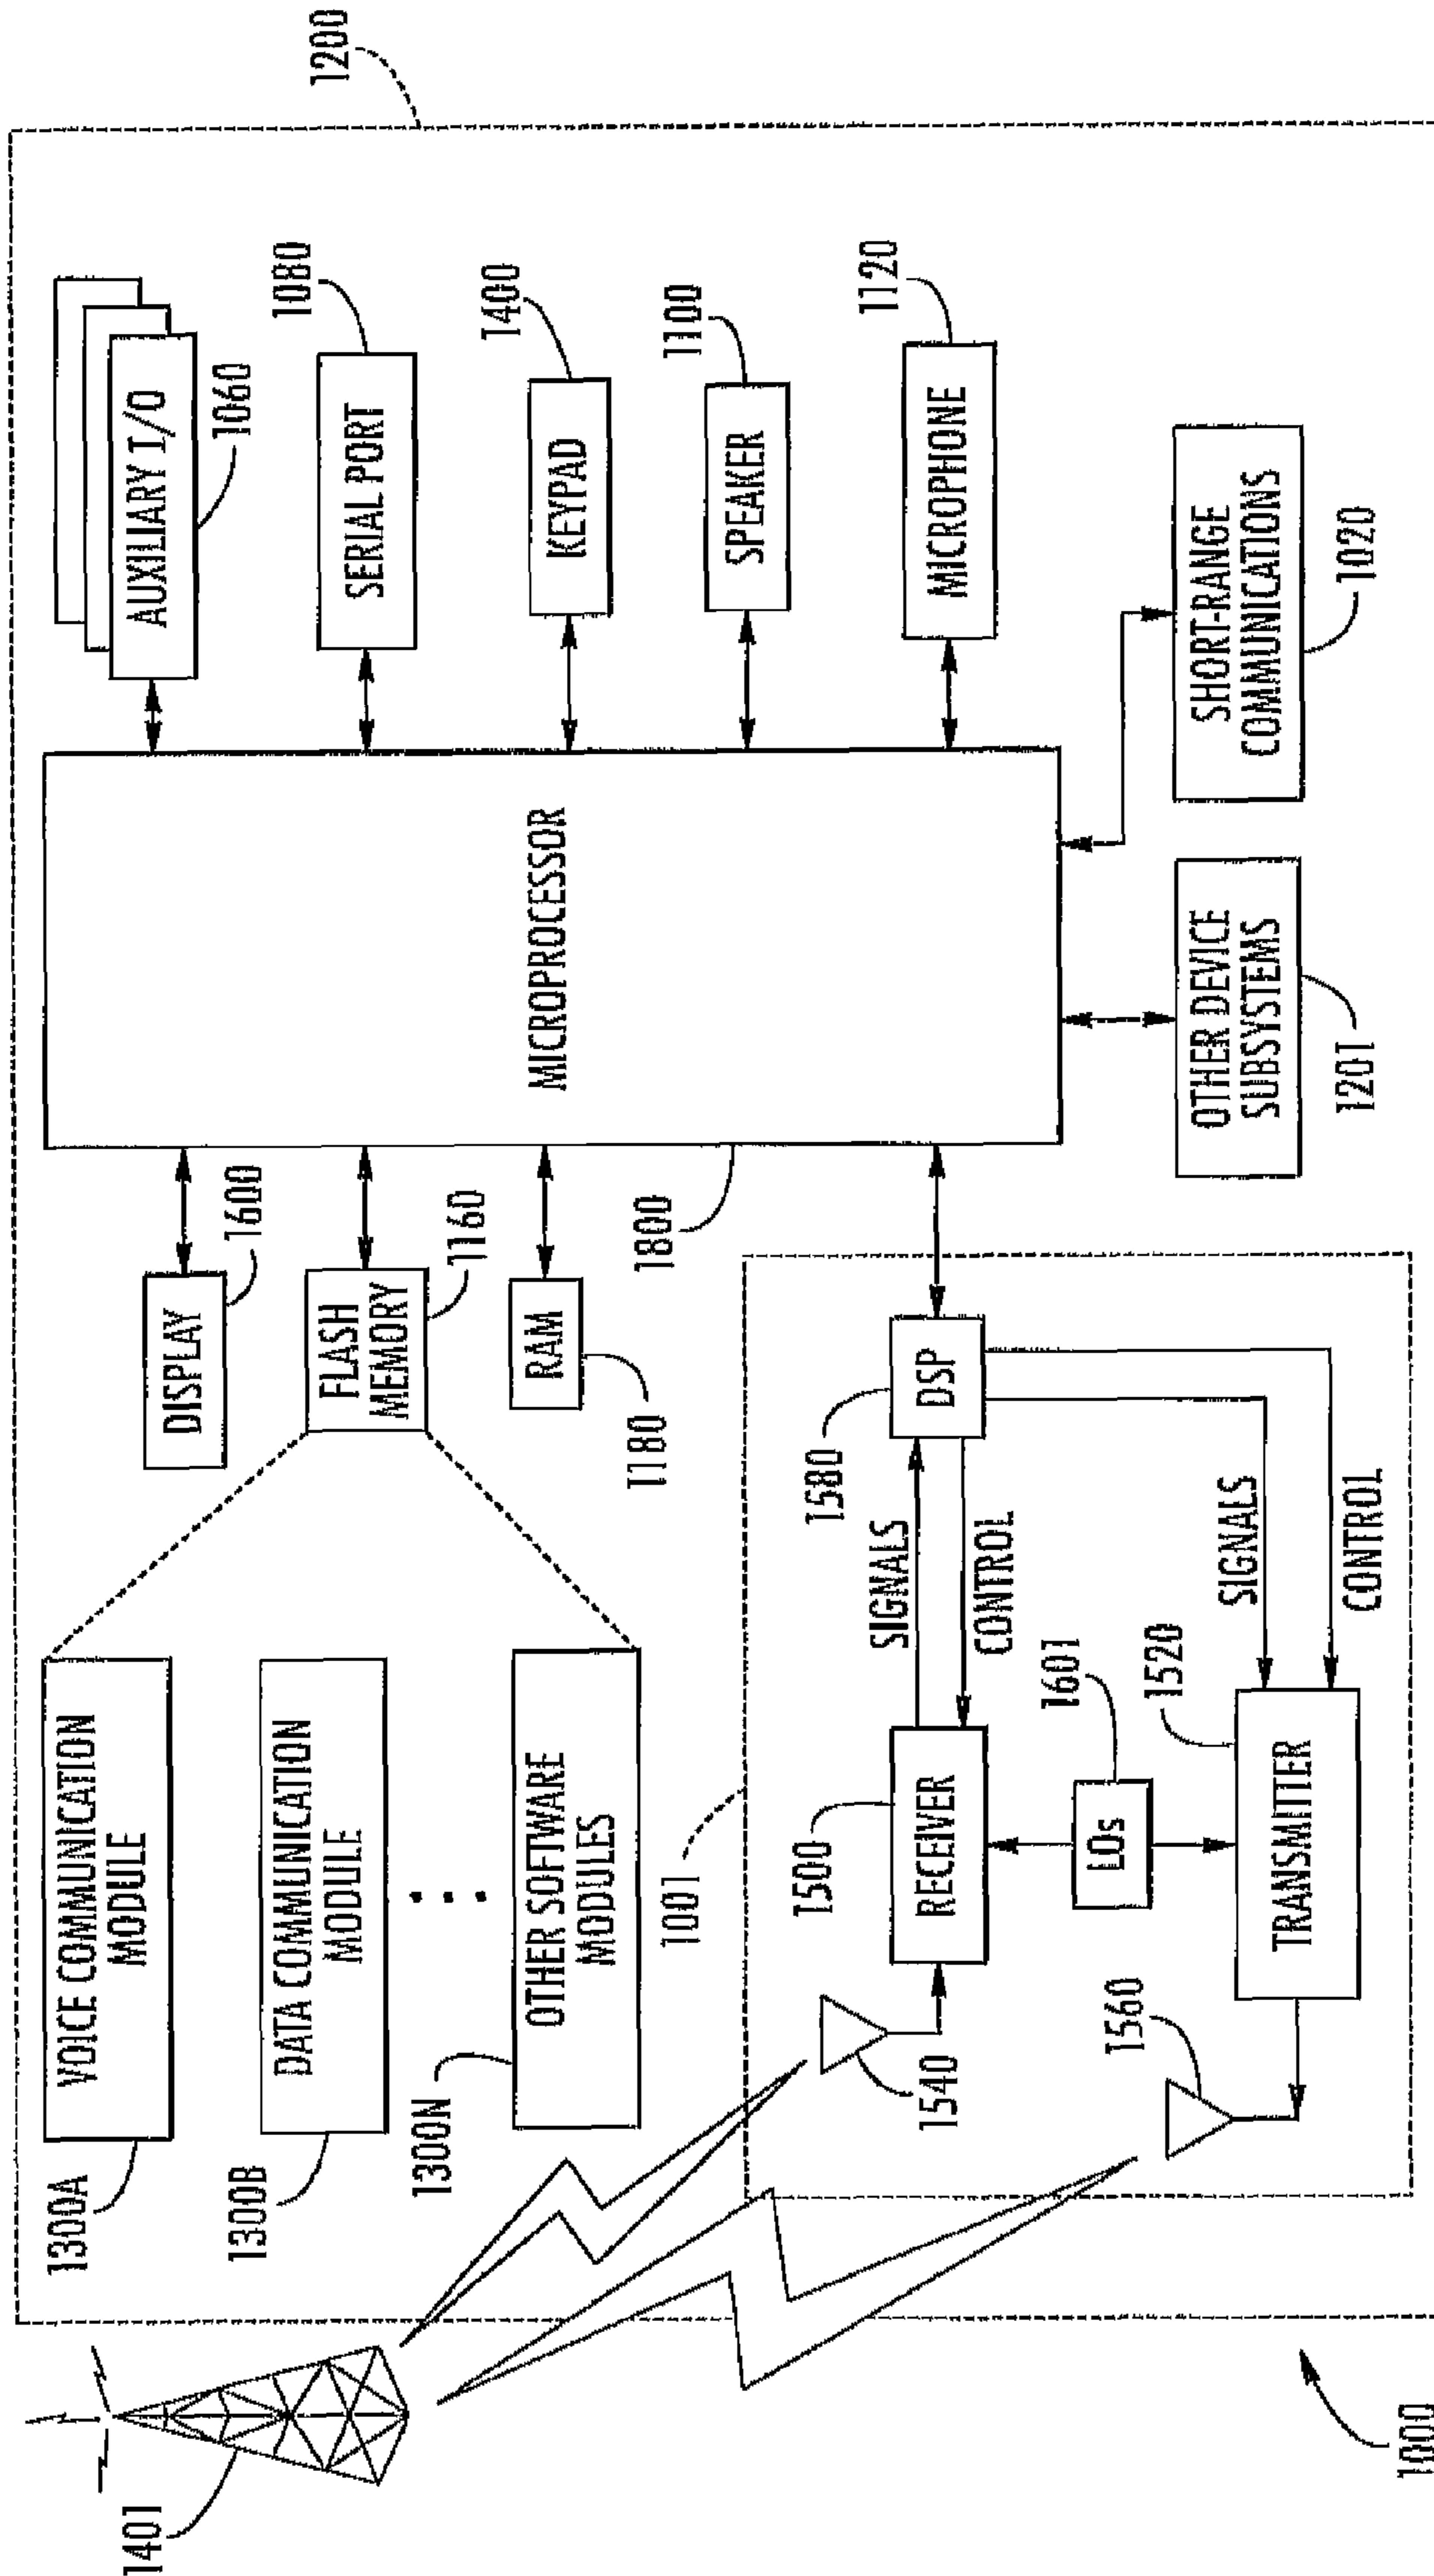 1401
1300A
VOICE COMMUNICATION
MODULE
1300B
DATA COMMUNICATION
MODULE
1300N
OTHER SOFTWARE
MODULES
DISPLAY
1600
FLASH
MEMORY
1160
RAM
1180
MICROPROCESSOR
1800
AUXILIARY I/O
1060
SERIAL PORT
1080
KEYPAD
1400
SPEAKER
1100
MICROPHONE
1120
SHORT-RANGE
COMMUNICATIONS
1020
OTHER DEVICE
SUBSYSTEMS
1201
1200
1001
1540
1500
RECEIVER
SIGNALS
CONTROL
1580
DSP
1601
LOs
1560
1520
TRANSMITTER
SIGNALS
CONTROL
1000